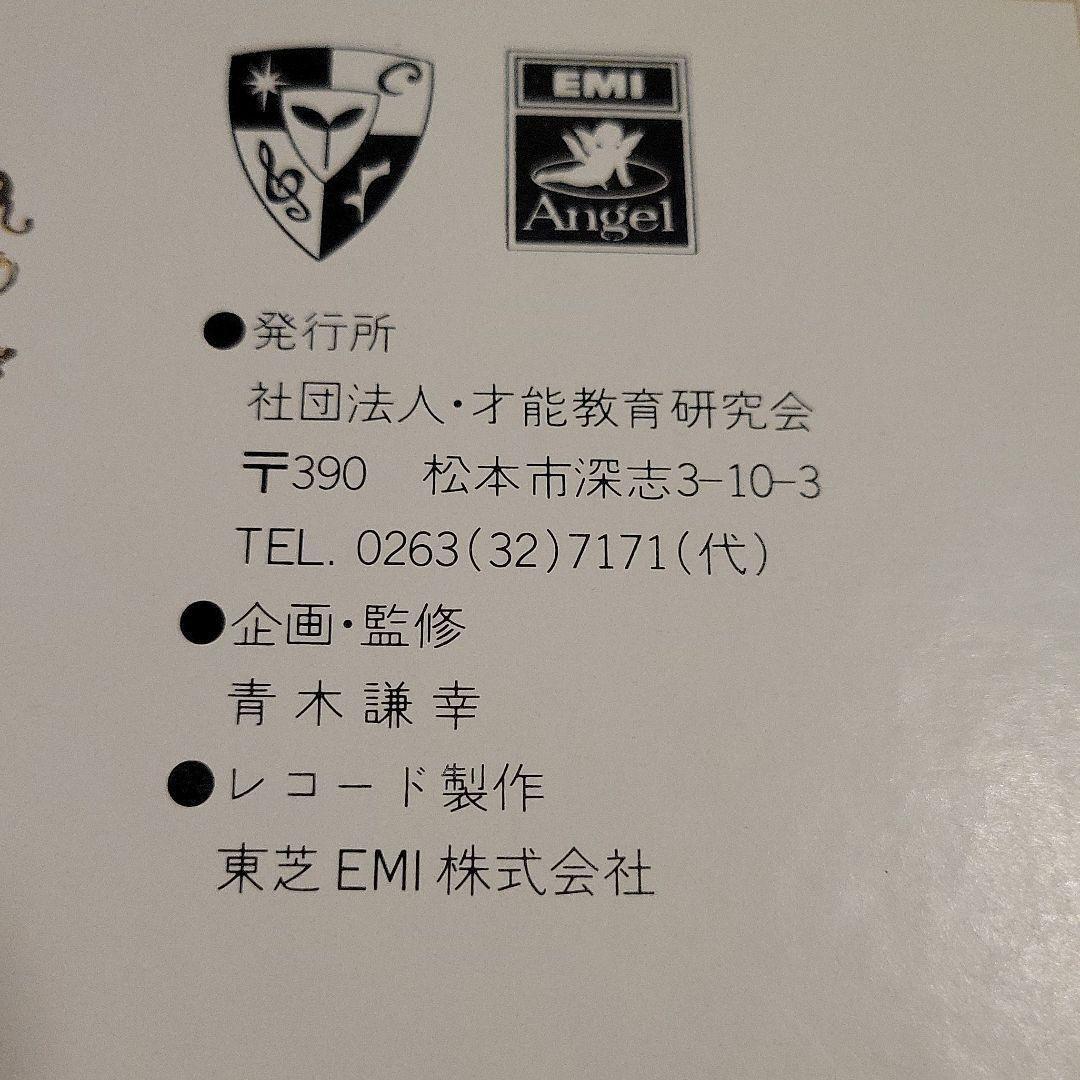 EMI
Angel
●発行所
社団法人・才能教育研究会
〒390 松本市深志3-10-3
TEL. 0263(32)7171(代)
●企画・監修
青木謙幸
●レコード製作
東芝EMI株式会社